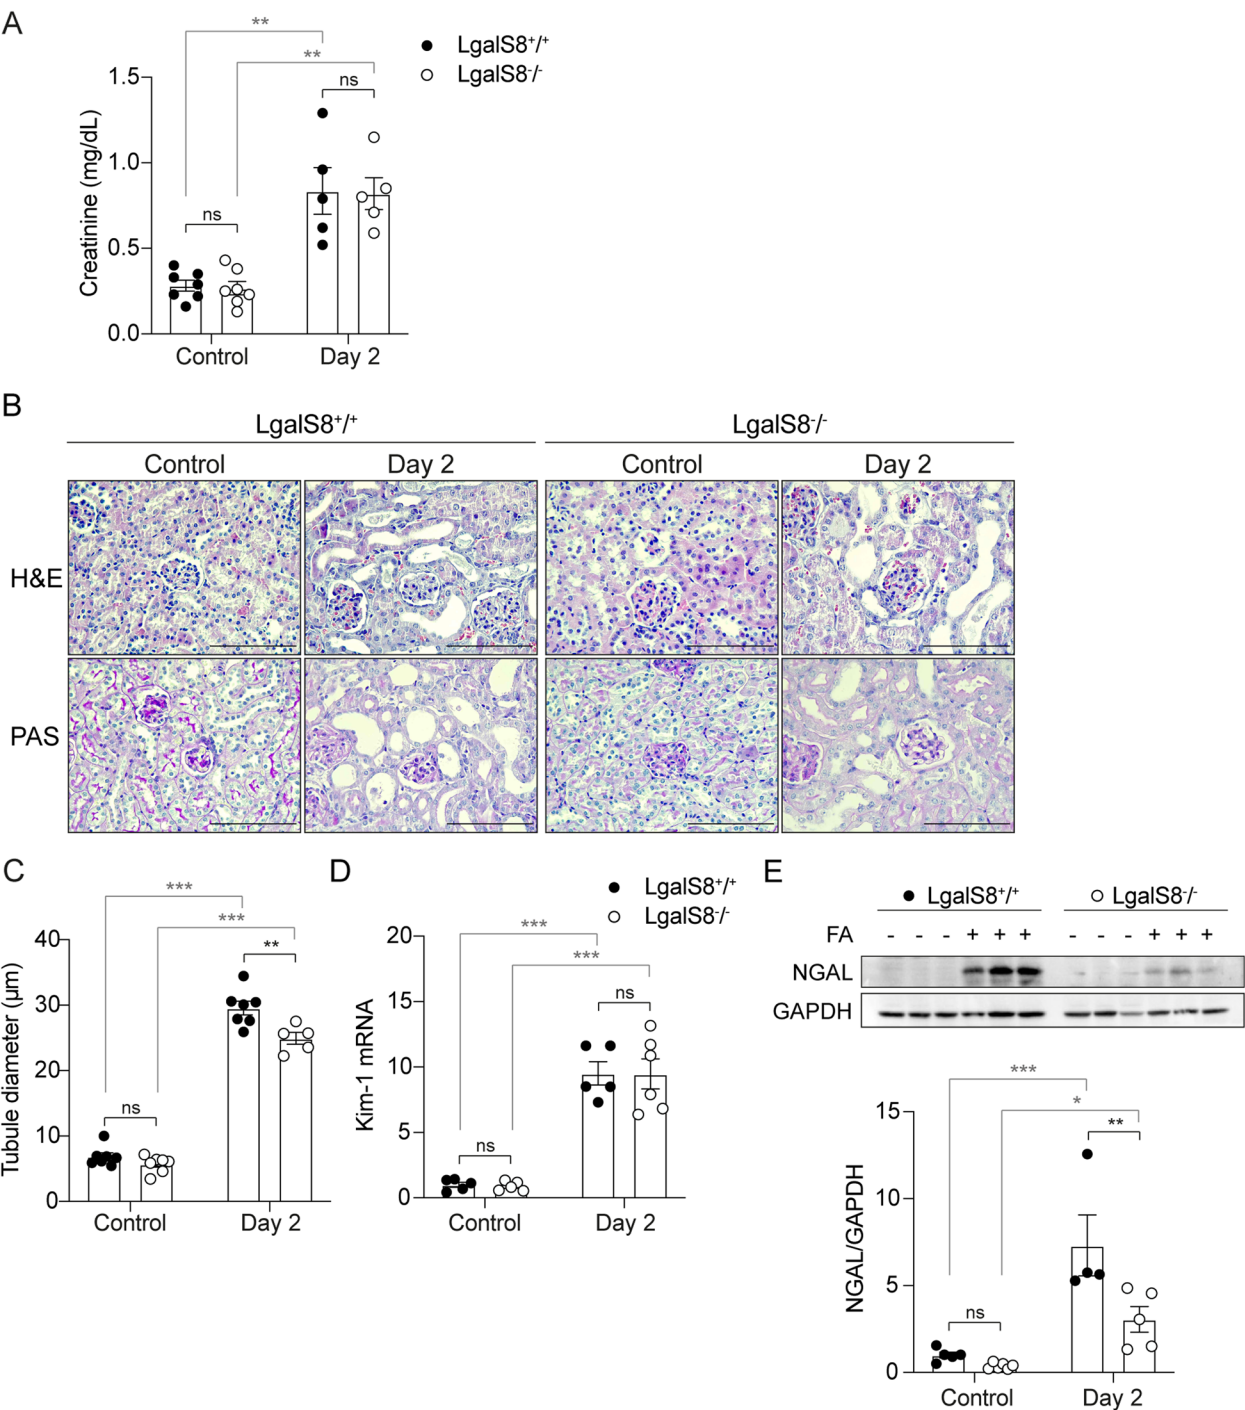 A
** 
** 
ns
ns
● LgalS8⁺/⁺
○ LgalS8⁻/⁻
Creatinine (mg/dL)
1.5
1.0
0.5
0.0
Control Day 2
B
LgalS8⁺/⁺ LgalS8⁻/⁻
Control Day 2 Control Day 2
H&E
PAS
C
***
***
**
ns
Tubule diameter (µm)
40
30
20
10
0
Control Day 2
D
● LgalS8⁺/⁺
○ LgalS8⁻/⁻
***
***
ns
ns
Kim-1 mRNA
20
15
10
5
0
Control Day 2
E
● LgalS8⁺/⁺ ○ LgalS8⁻/⁻
FA - - - + + + - - - + + +
NGAL
GAPDH
***
*
**
ns
NGAL/GAPDH
15
10
5
0
Control Day 2